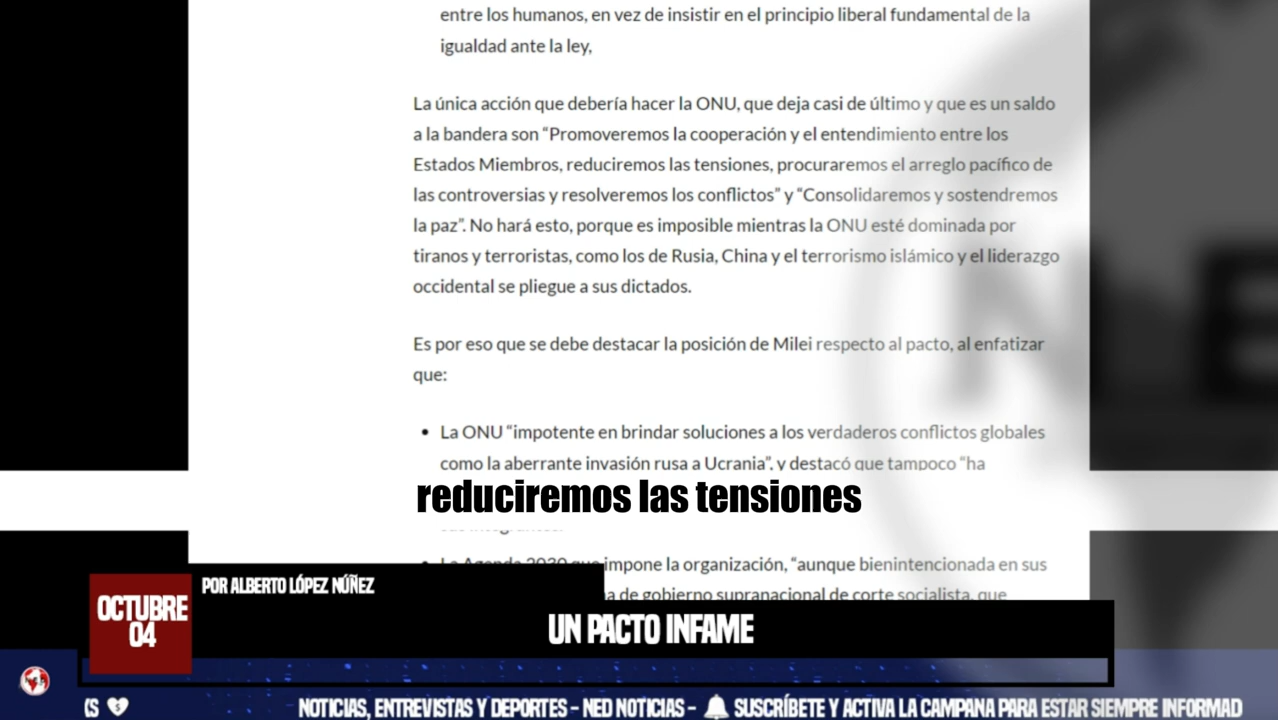 entre los humanos, en vez de insistir en el principio liberal fundamental de la
igualdad ante la ley,
La única acción que debería hacer la ONU, que deja casi de último y que es un saldo
a la bandera son “Promoveremos la cooperación y el entendimiento entre los
Estados Miembros, reduciremos las tensiones, procuraremos el arreglo pacífico de
las controversias y resolveremos los conflictos” y “Consolidaremos y sostendremos
la paz”. No hará esto, porque es imposible mientras la ONU esté dominada por
tiranos y terroristas, como los de Rusia, China y el terrorismo islámico y el liderazgo
occidental se pliegue a sus dictados.
Es por eso que se debe destacar la posición de Milei respecto al pacto, al enfatizar
que:
• La ONU “impotente en brindar soluciones a los verdaderos conflictos globales
como la aberrante invasión rusa a Ucrania”, y destacó que tampoco “ha
reduciremos las tensiones
• La Agenda 2030 que impone la organización, “aunque bienintencionada en sus
de gobierno supranacional de corte socialista, que
POR ALBERTO LÓPEZ NÚÑEZ
OCTUBRE
04
UN PACTO INFAME
NOTICIAS, ENTREVISTAS Y DEPORTES - NED NOTICIAS - SUSCRÍBETE Y ACTIVA LA CAMPANA PARA ESTAR SIEMPRE INFORMAD